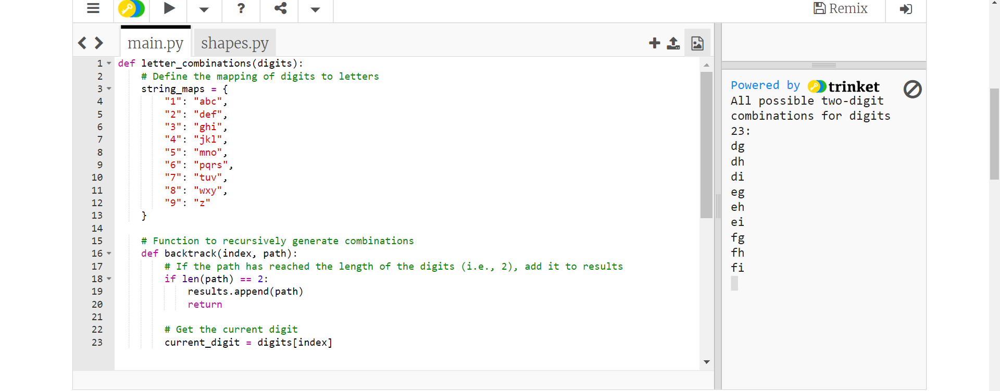 ?
Remix
main.py
shapes.py
1 def letter_combinations(digits):
2 # Define the mapping of digits to letters
3 string_maps = {
4 "1": "abc",
5 "2": "def",
6 "3": "ghi",
7 "4": "jkl",
8 "5": "mno",
9 "6": "pqrs",
10 "7": "tuv",
11 "8": "wxy",
12 "9": "z"
13 }
14
15 # Function to recursively generate combinations
16 def backtrack(index, path):
17 # If the path has reached the length of the digits (i.e., 2), add it to results
18 if len(path) == 2:
19 results.append(path)
20 return
21
22 # Get the current digit
23 current_digit = digits[index]
Powered by trinket
All possible two-digit
combinations for digits
23:
dg
dh
di
eg
eh
ei
fg
fh
fi